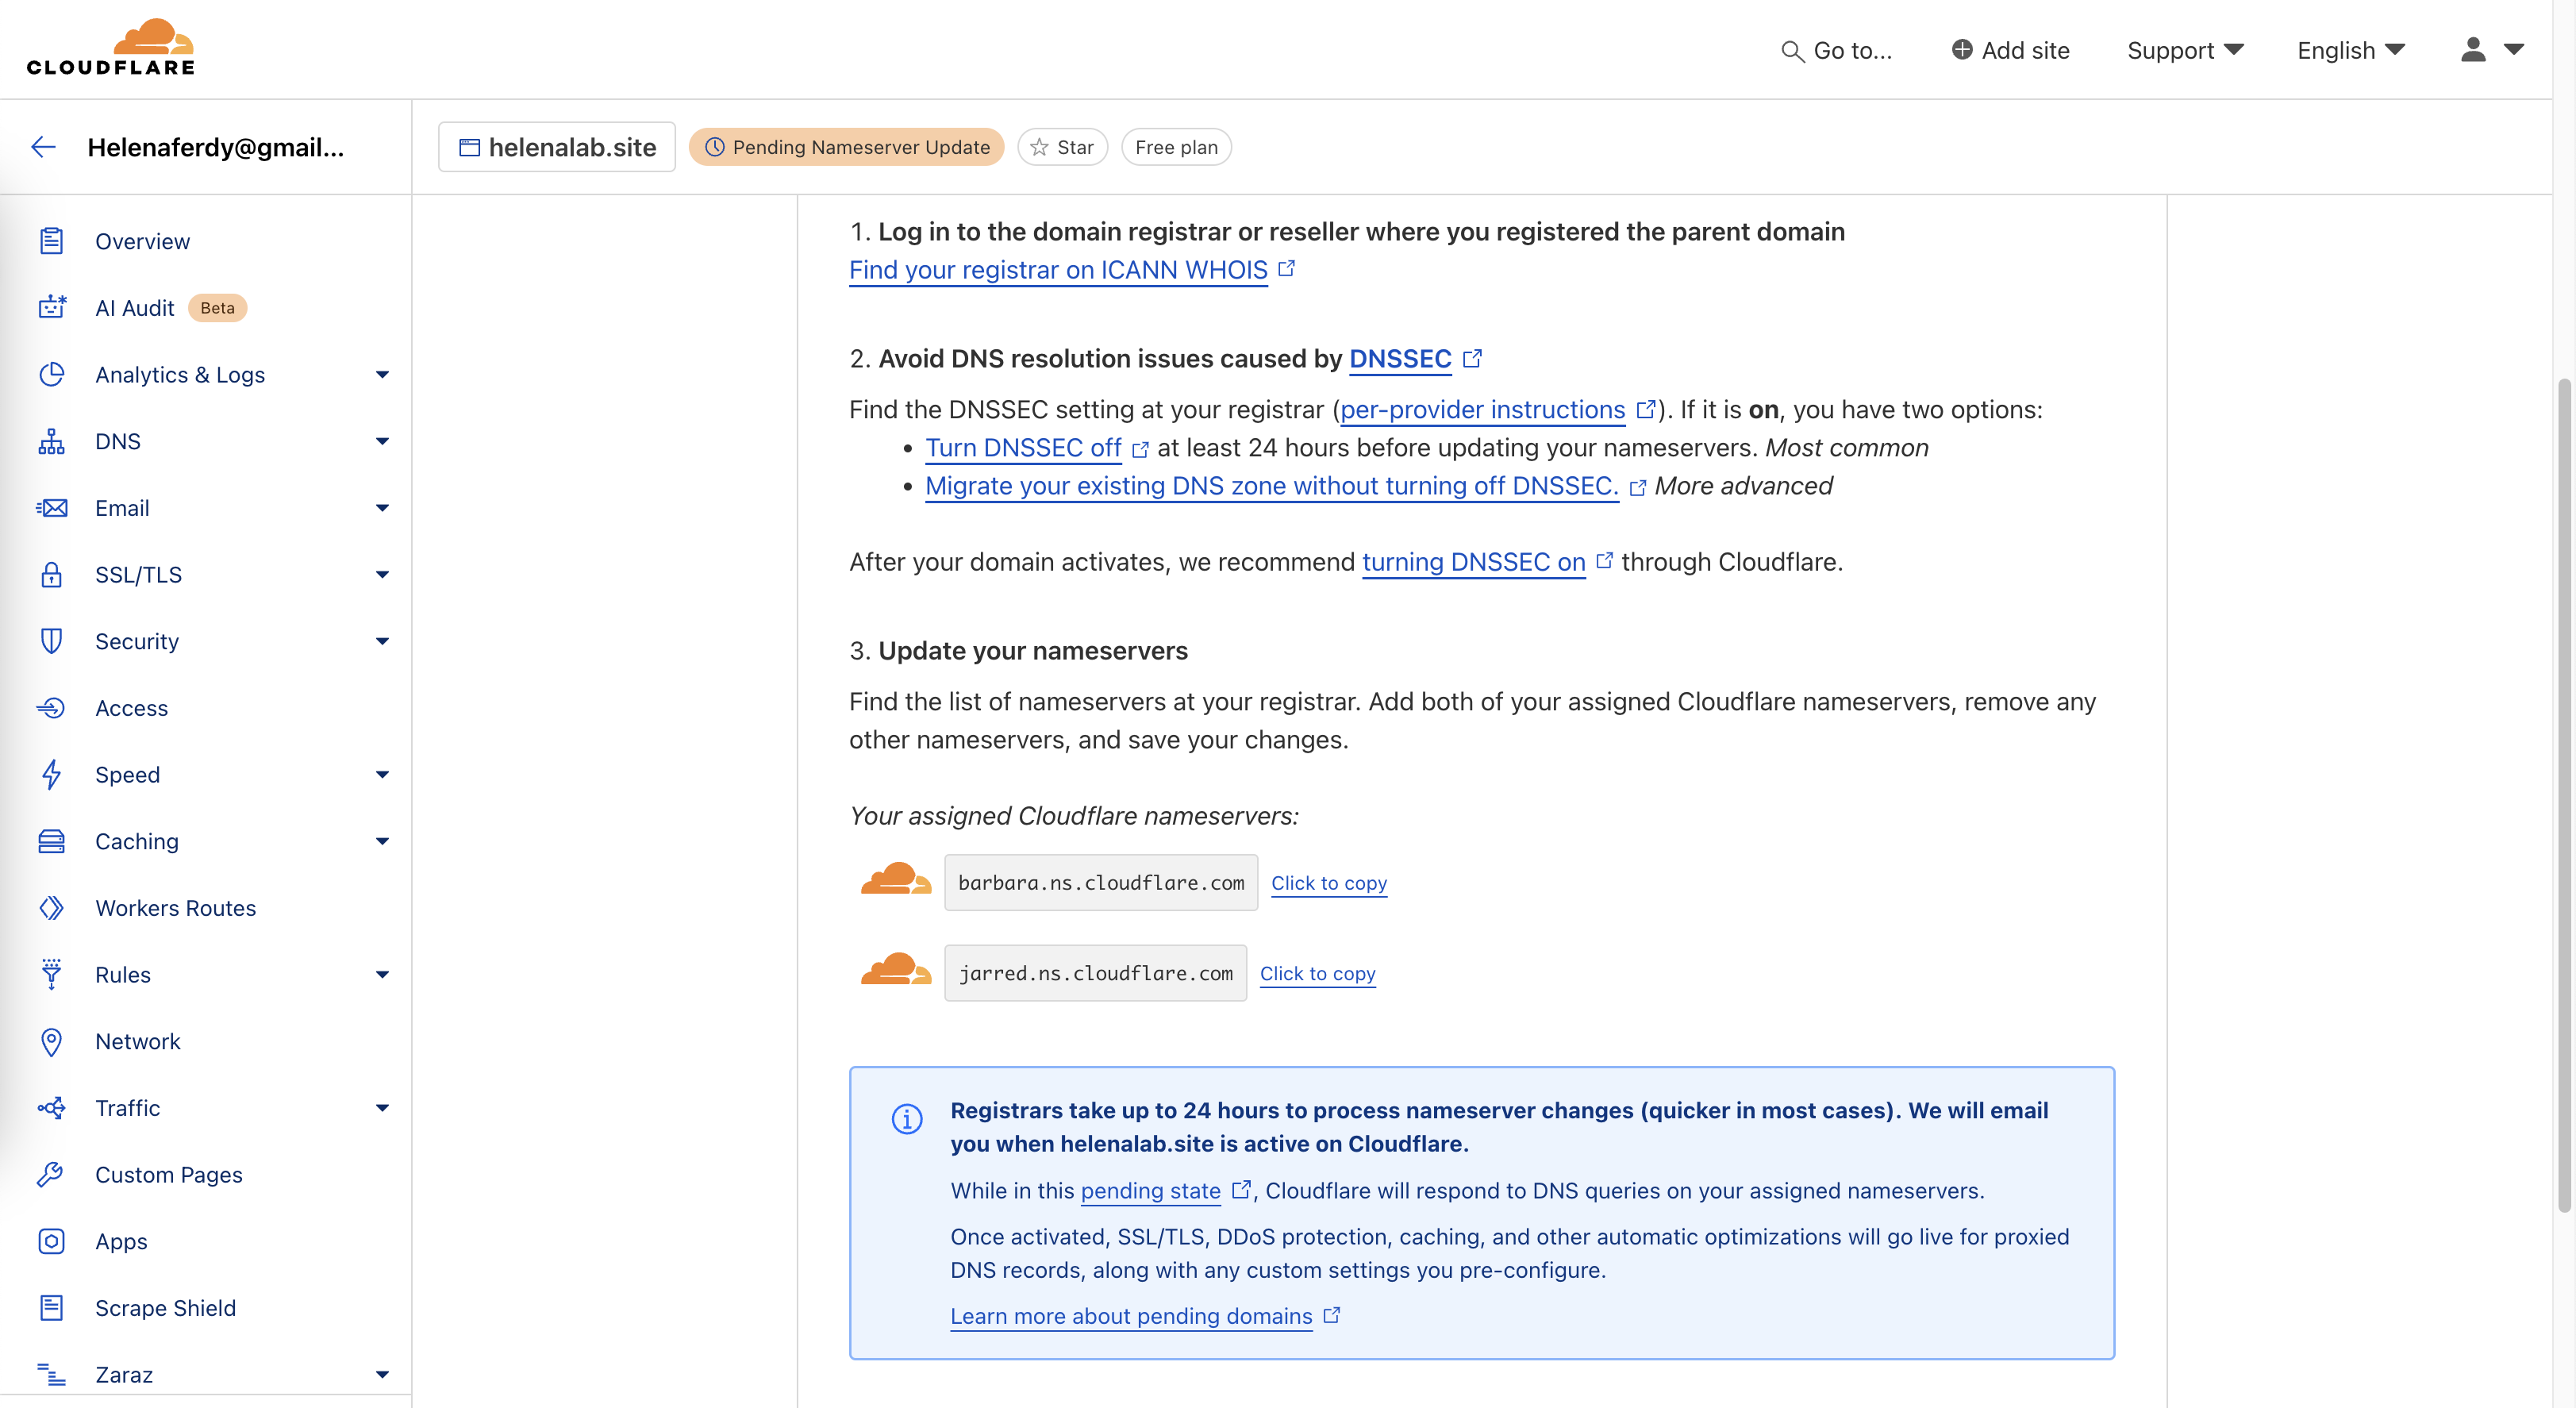 CLOUDFLARE
Go to...
Add site
Support
English
Helenaferdy@gmail...
helenalab.site
Pending Nameserver Update
Star
Free plan
Overview
AI Audit Beta
Analytics & Logs
DNS
Email
SSL/TLS
Security
Access
Speed
Caching
Workers Routes
Rules
Network
Traffic
Custom Pages
Apps
Scrape Shield
Zaraz
1. Log in to the domain registrar or reseller where you registered the parent domain
Find your registrar on ICANN WHOIS
2. Avoid DNS resolution issues caused by DNSSEC
Find the DNSSEC setting at your registrar (per-provider instructions ). If it is on, you have two options:
• Turn DNSSEC off at least 24 hours before updating your nameservers. Most common
• Migrate your existing DNS zone without turning off DNSSEC. More advanced
After your domain activates, we recommend turning DNSSEC on through Cloudflare.
3. Update your nameservers
Find the list of nameservers at your registrar. Add both of your assigned Cloudflare nameservers, remove any
other nameservers, and save your changes.
Your assigned Cloudflare nameservers:
barbara.ns.cloudflare.com Click to copy
jarred.ns.cloudflare.com Click to copy
Registrars take up to 24 hours to process nameserver changes (quicker in most cases). We will email
you when helenalab.site is active on Cloudflare.
While in this pending state , Cloudflare will respond to DNS queries on your assigned nameservers.
Once activated, SSL/TLS, DDoS protection, caching, and other automatic optimizations will go live for proxied
DNS records, along with any custom settings you pre-configure.
Learn more about pending domains